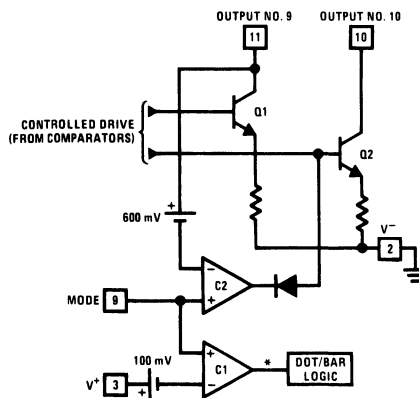 OUTPUT NO. 9
OUTPUT NO. 10
11
10
Q1
CONTROLLED DRIVE
(FROM COMPARATORS)
Q2
+
600 mV
V−
2
−
C2
+
MODE
9
100 mV
+
C1
−
*
DOT/BAR
LOGIC
V+
3
+